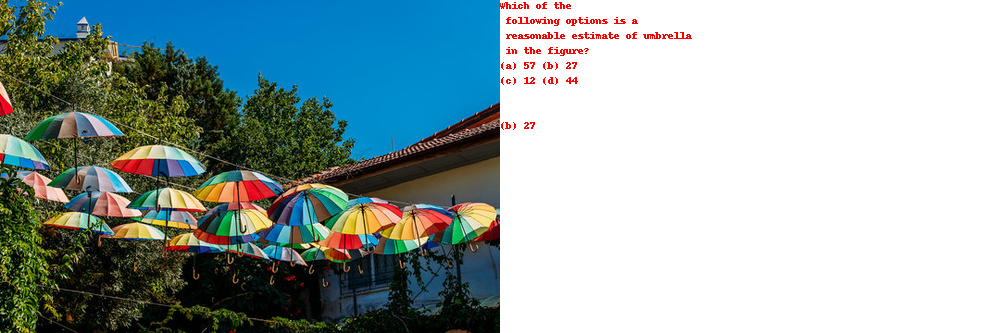 Which of the
following options is a
reasonable estimate of umbrella
in the figure?
(a) 57 (b) 27
(c) 12 (d) 44
(b) 27